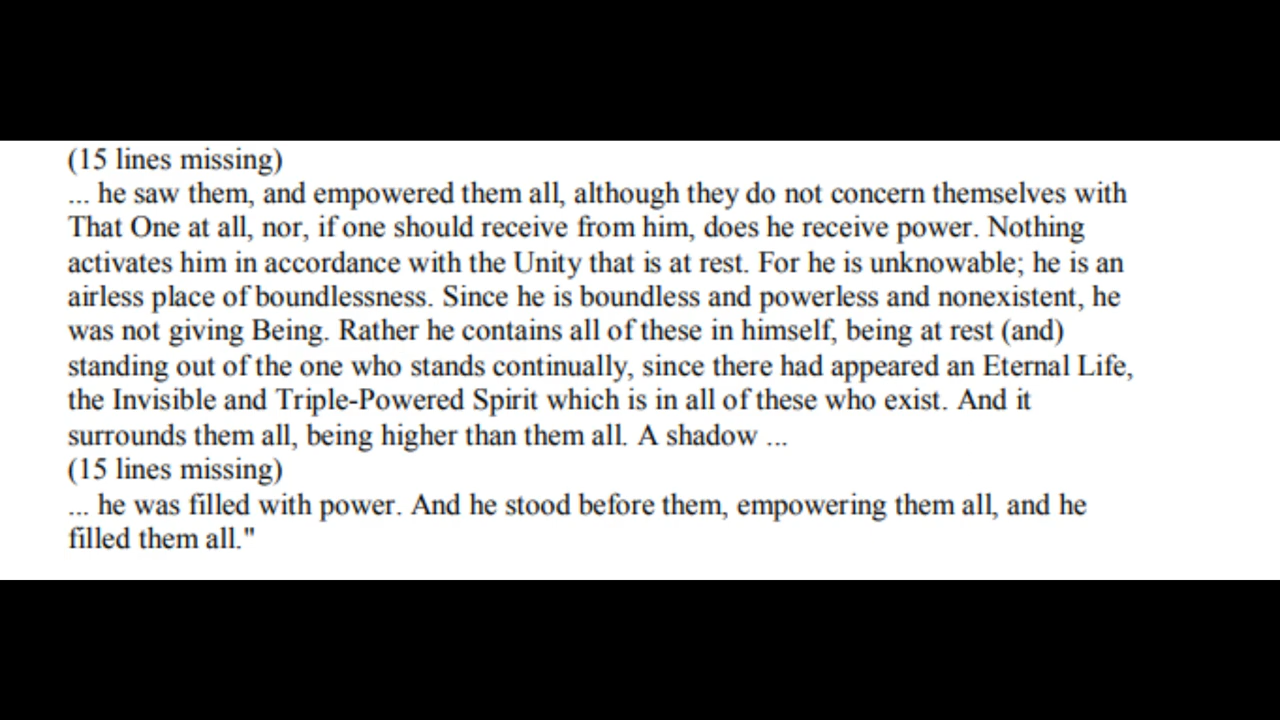 (15 lines missing)
... he saw them, and empowered them all, although they do not concern themselves with
That One at all, nor, if one should receive from him, does he receive power. Nothing
activates him in accordance with the Unity that is at rest. For he is unknowable; he is an
airless place of boundlessness. Since he is boundless and powerless and nonexistent, he
was not giving Being. Rather he contains all of these in himself, being at rest (and)
standing out of the one who stands continually, since there had appeared an Eternal Life,
the Invisible and Triple-Powered Spirit which is in all of these who exist. And it
surrounds them all, being higher than them all. A shadow ...
(15 lines missing)
... he was filled with power. And he stood before them, empowering them all, and he
filled them all."